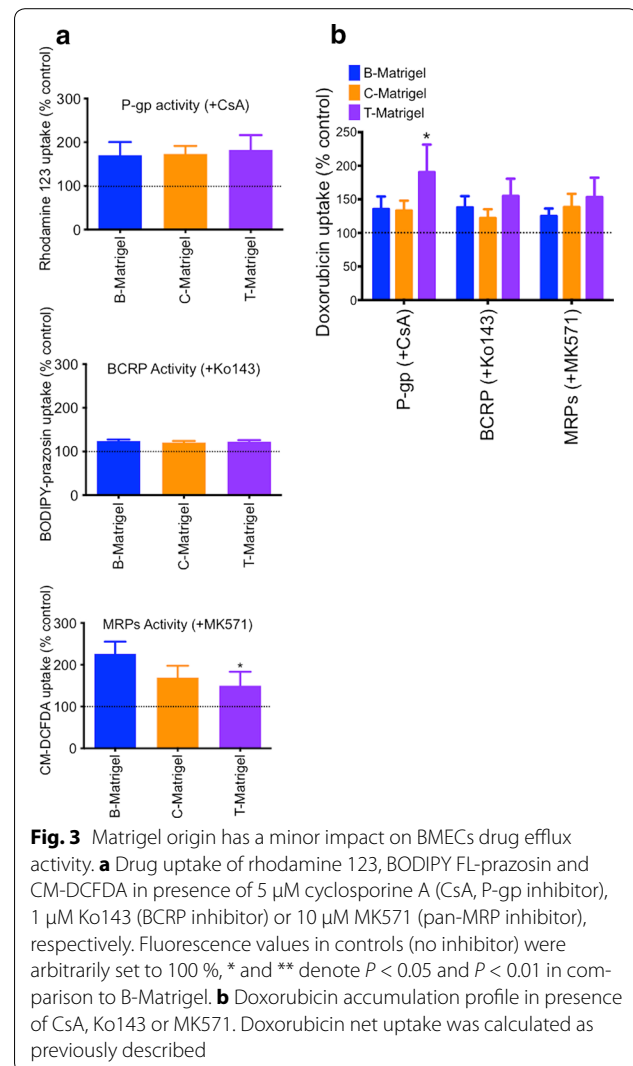 a
P-gp activity (+CsA)
Rhodamine 123 uptake (% control)
300
200
100
0
B-Matrigel
C-Matrigel
T-Matrigel
BCRP Activity (+Ko143)
BODIPY-prazosin uptake (% control)
300
200
100
0
B-Matrigel
C-Matrigel
T-Matrigel
MRPs Activity (+MK571)
CM-DCFDA uptake (% control)
300
200
100
0
*
B-Matrigel
C-Matrigel
T-Matrigel
b
B-Matrigel
C-Matrigel
T-Matrigel
Doxorubicin uptake (% control)
250
200
150
100
50
0
*
P-gp (+CsA)
BCRP (+Ko143)
MRPs (+MK571)
Fig. 3 Matrigel origin has a minor impact on BMECs drug efflux
activity. a Drug uptake of rhodamine 123, BODIPY FL-prazosin and
CM-DCFDA in presence of 5 μM cyclosporine A (CsA, P-gp inhibitor),
1 μM Ko143 (BCRP inhibitor) or 10 μM MK571 (pan-MRP inhibitor),
respectively. Fluorescence values in controls (no inhibitor) were
arbitrarily set to 100 %, * and ** denote P < 0.05 and P < 0.01 in com-
parison to B-Matrigel. b Doxorubicin accumulation profile in presence
of CsA, Ko143 or MK571. Doxorubicin net uptake was calculated as
previously described